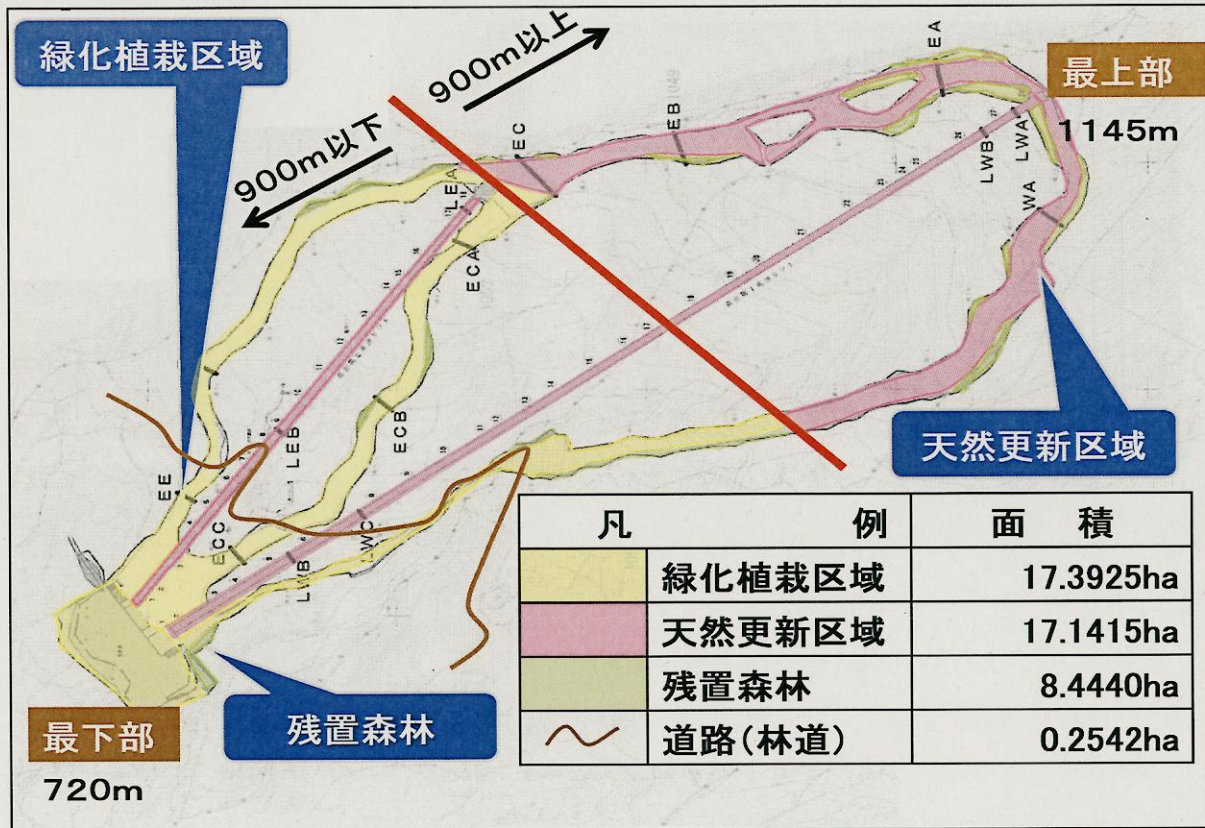 緑化植栽区域
900m以上
900m以下
最上部
1145m
EA
EB
EC
LEA
ECA
LWB
LWA
WA
天然更新区域
EE
LEB
ECB
ECC
LWC
LWB
凡 例 面 積
緑化植栽区域 17.3925ha
天然更新区域 17.1415ha
残置森林 8.4440ha
道路(林道) 0.2542ha
残置森林
最下部
720m